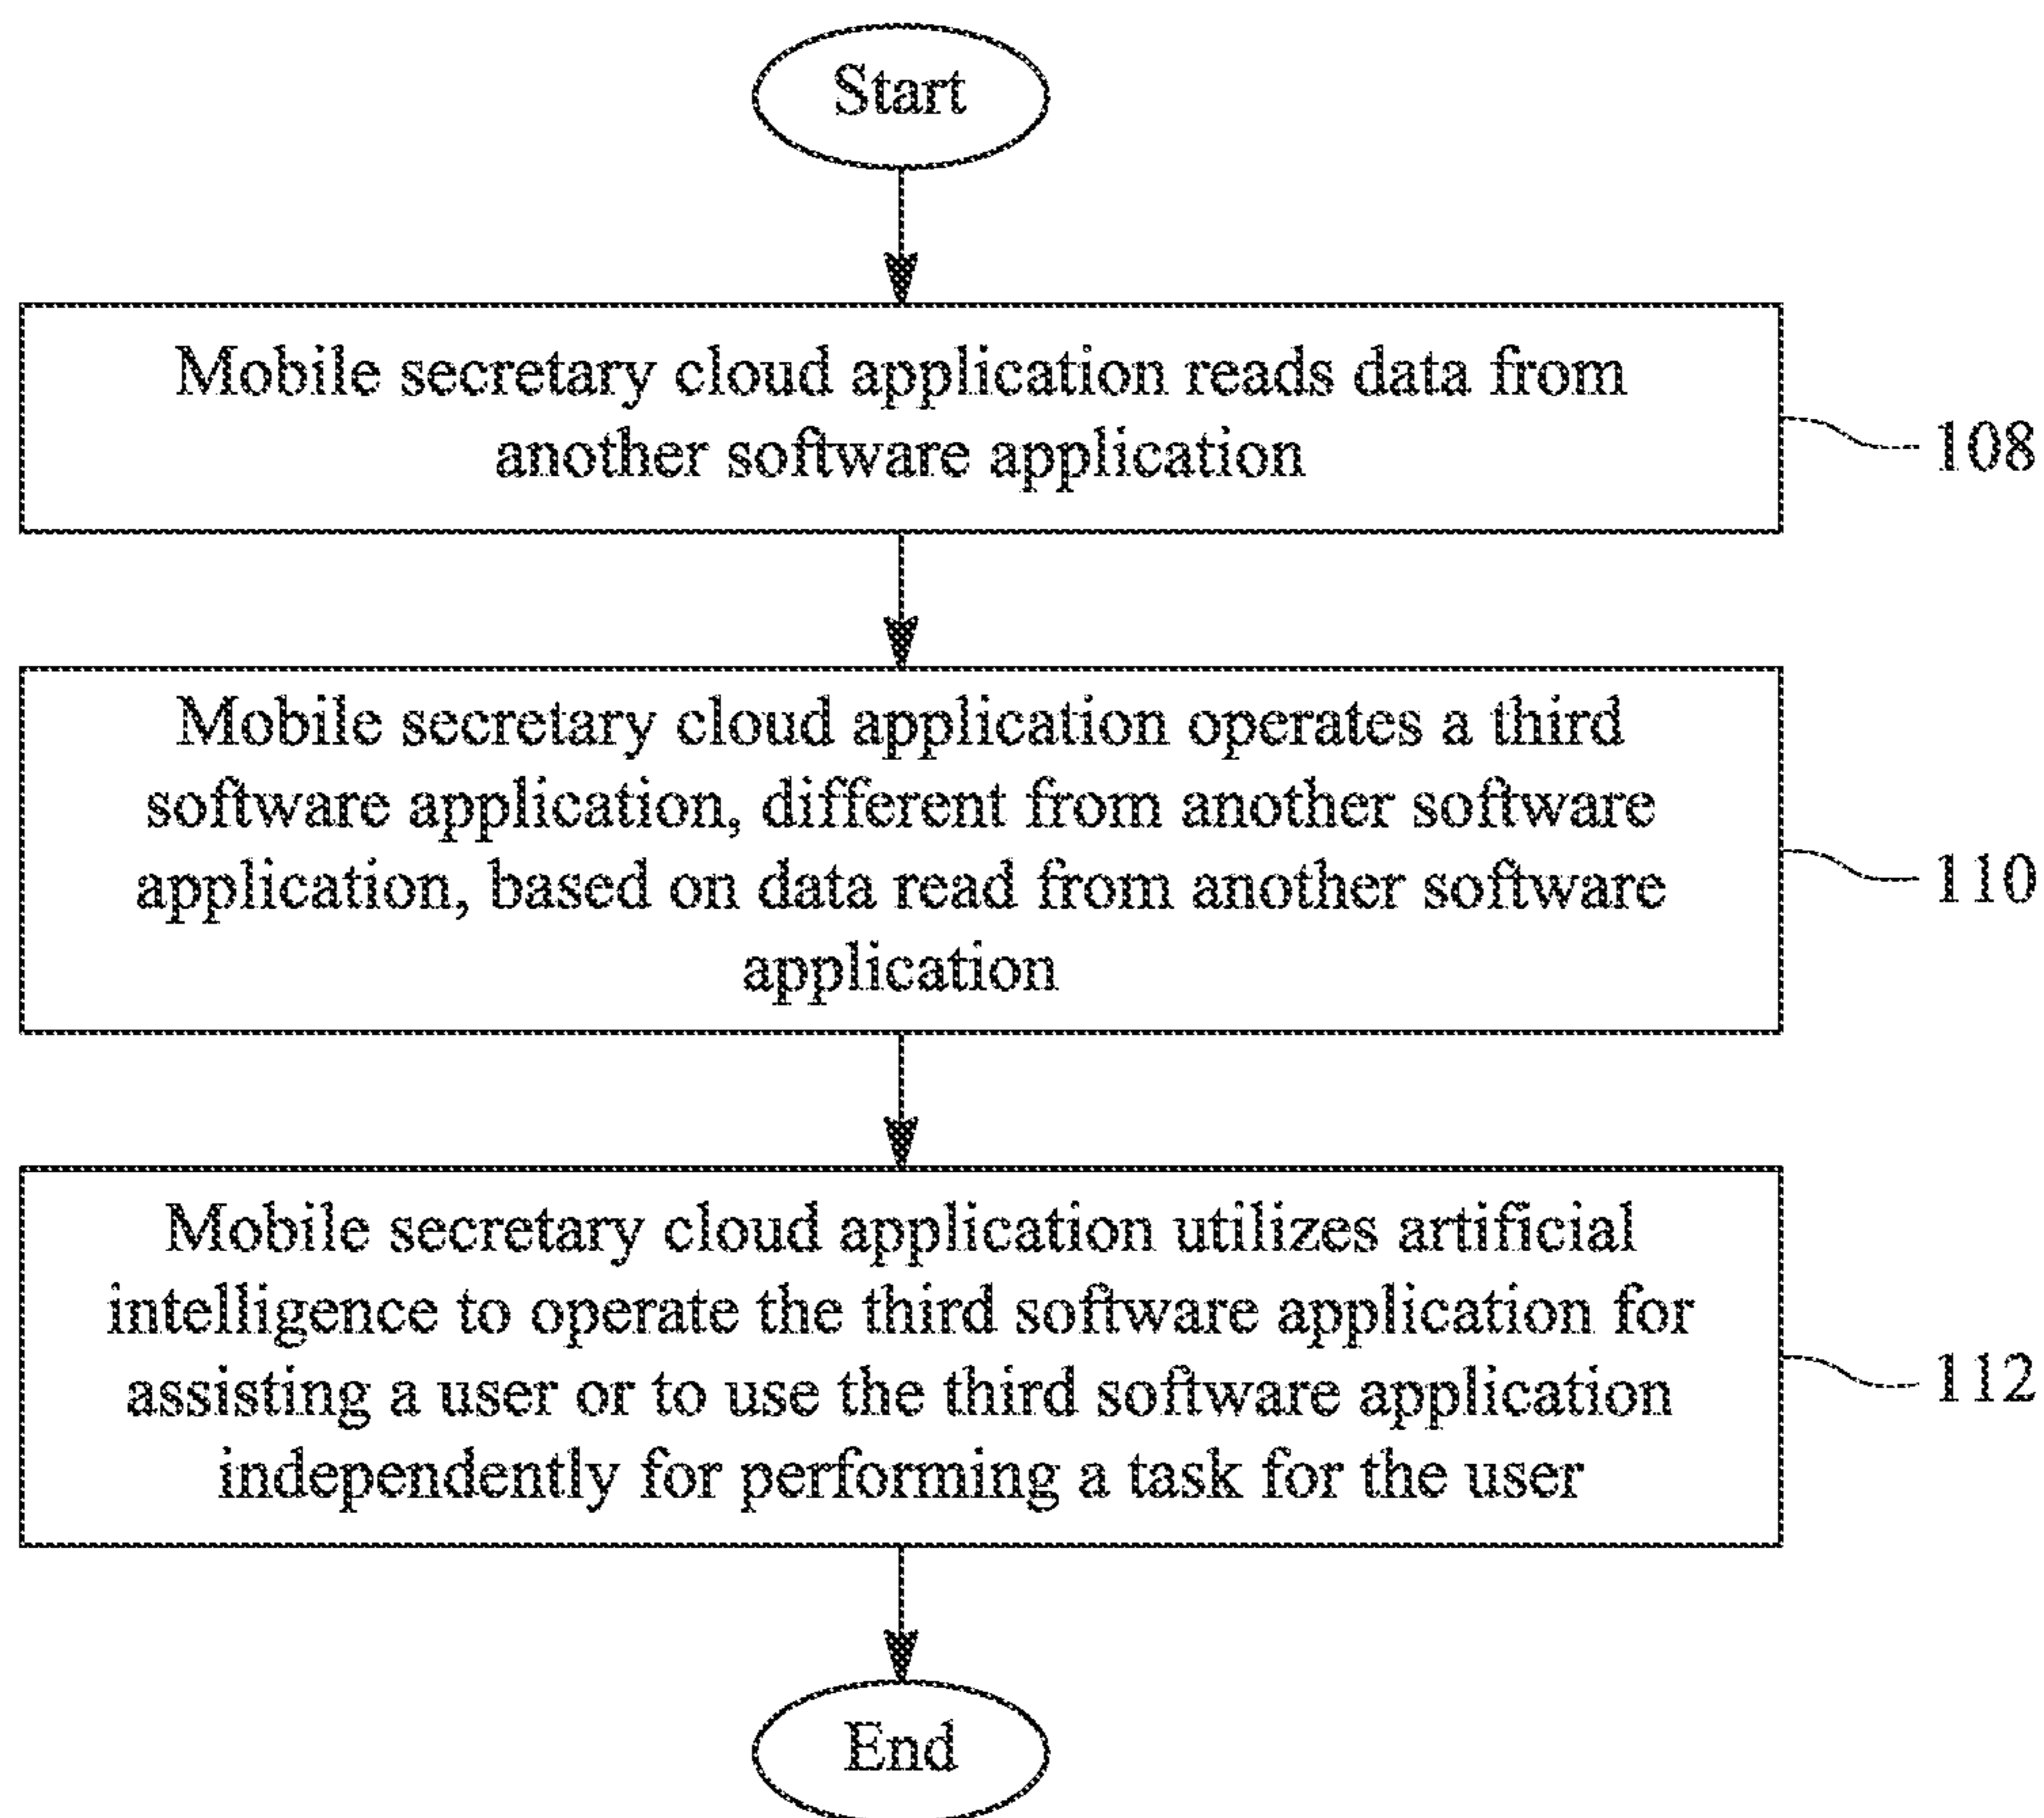 Start
Mobile secretary cloud application reads data from
another software application
108
Mobile secretary cloud application operates a third
software application, different from another software
application, based on data read from another software
application
110
Mobile secretary cloud application utilizes artificial
intelligence to operate the third software application for
assisting a user or to use the third software application
independently for performing a task for the user
112
End